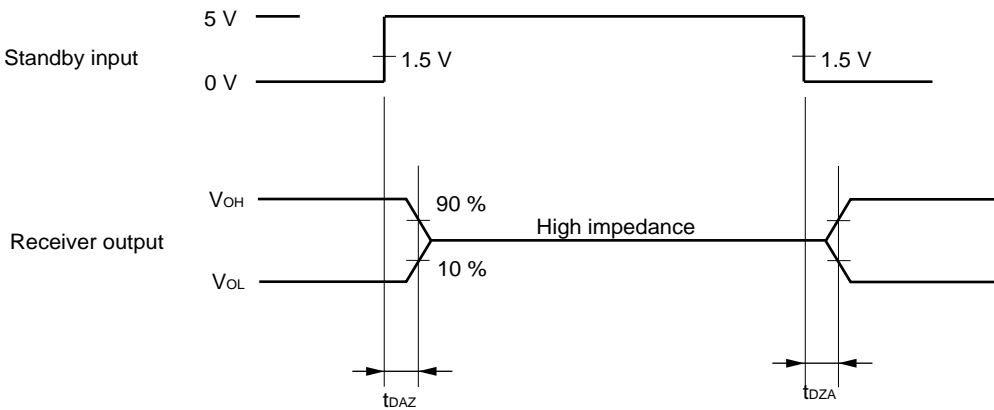 5 V
Standby input
1.5 V
1.5 V
0 V
VOH
90 %
Receiver output
High impedance
10 %
VOL
tDAZ
tDZA